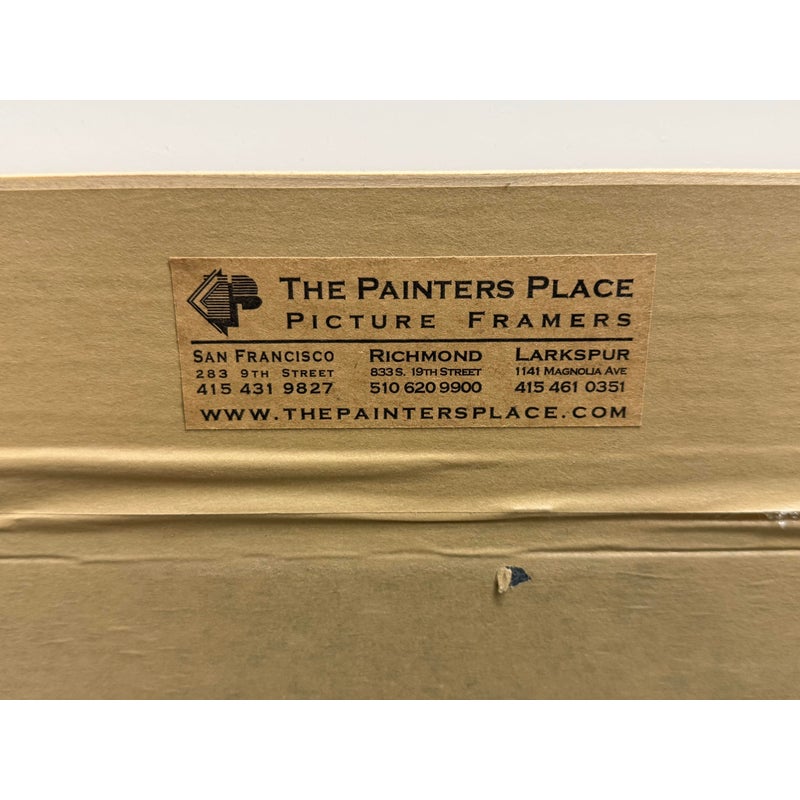 THE PAINTERS PLACE
PICTURE FRAMERS
SAN FRANCISCO RICHMOND LARKSPUR
283 9TH STREET 833 S. 19TH STREET 1141 MAGNOLIA AVE
415 431 9827 510 620 9900 415 461 0351
WWW.THEPAINTERSPLACE.COM